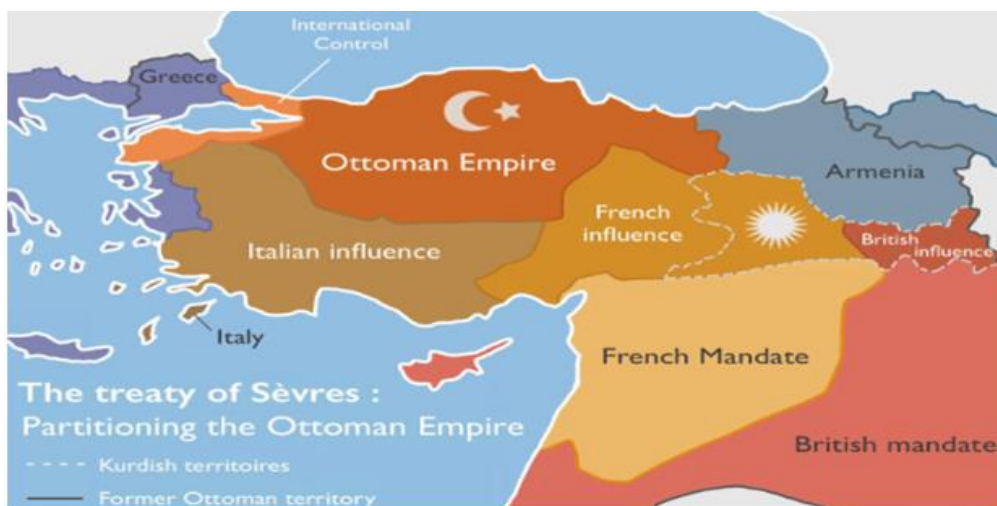 International
Control
Greece
Ottoman Empire
Armenia
French
influence
British
influence
Italian influence
Italy
French Mandate
The treaty of Sèvres :
Partitioning the Ottoman Empire
British mandate
Kurdish territoires
Former Ottoman territory